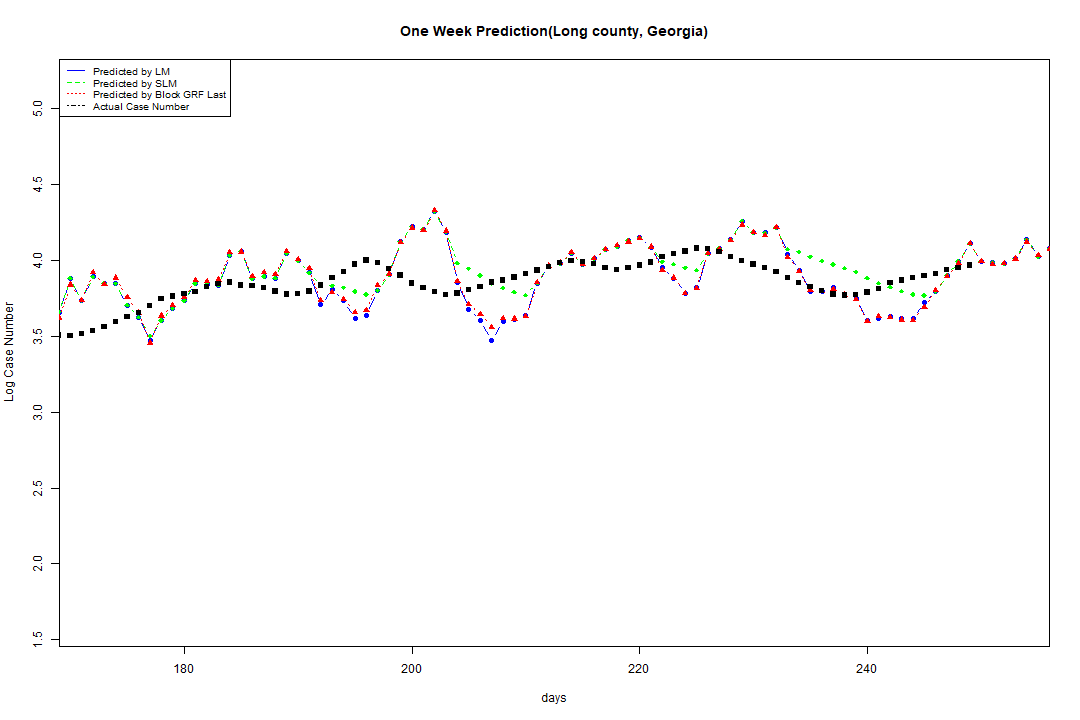 One Week Prediction(Long county, Georgia)
Predicted by LM
Predicted by SLM
Predicted by Block GRF Last
Actual Case Number
5.0
4.5
4.0
3.5
3.0
2.5
2.0
1.5
Log Case Number
180 200 220 240
days